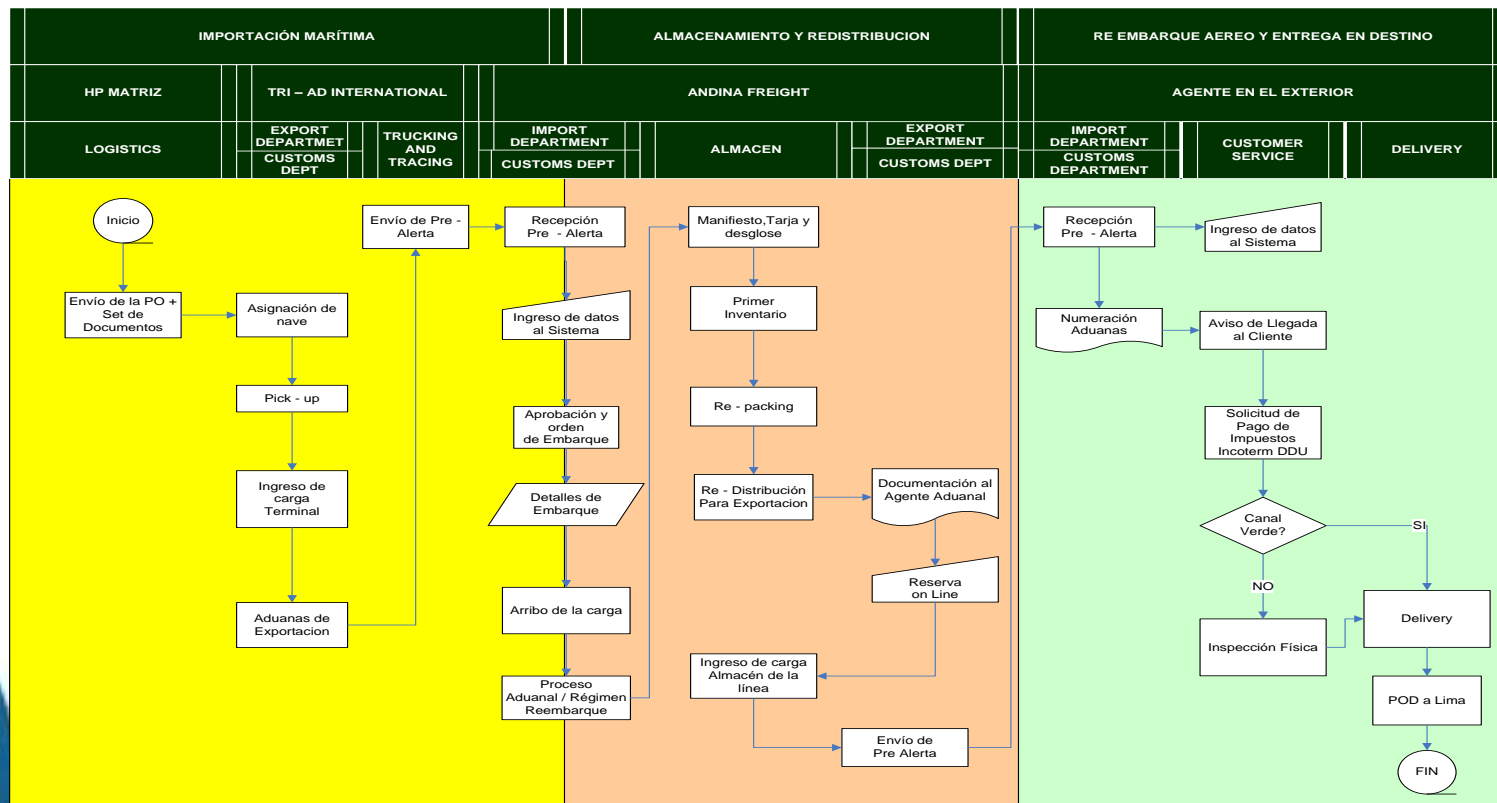 IMPORTACIÓN MARÍTIMA
ALMACENAMIENTO Y REDISTRIBUCION
RE EMBARQUE AEREO Y ENTREGA EN DESTINO
HP MATRIZ
TRI – AD INTERNATIONAL
ANDINA FREIGHT
AGENTE EN EL EXTERIOR
LOGISTICS
EXPORT
DEPARTMET
CUSTOMS
DEPT
TRUCKING
AND
TRACING
IMPORT
DEPARTMENT
CUSTOMS DEPT
ALMACEN
EXPORT
DEPARTMENT
CUSTOMS DEPT
IMPORT
DEPARTMENT
CUSTOMS
DEPARTMENT
CUSTOMER
SERVICE
DELIVERY
Inicio
Envío de la PO +
Set de
Documentos
Asignación de
nave
Pick - up
Ingreso de
carga
Terminal
Aduanas de
Exportacion
Envío de Pre -
Alerta
Recepción
Pre - Alerta
Ingreso de datos
al Sistema
Aprobación y
orden
de Embarque
Detalles de
Embarque
Arribo de la carga
Proceso
Aduanal / Régimen
Reembarque
Manifiesto,Tarja y
desglose
Primer
Inventario
Re - packing
Re - Distribución
Para Exportacion
Documentación al
Agente Aduanal
Reserva
on Line
Ingreso de carga
Almacén de la
línea
Envío de
Pre Alerta
Recepción
Pre - Alerta
Ingreso de datos
al Sistema
Numeración
Aduanas
Aviso de Llegada
al Cliente
Solicitud de
Pago de
Impuestos
Incoterm DDU
Canal
Verde?
SI
NO
Inspección Física
Delivery
POD a Lima
FIN